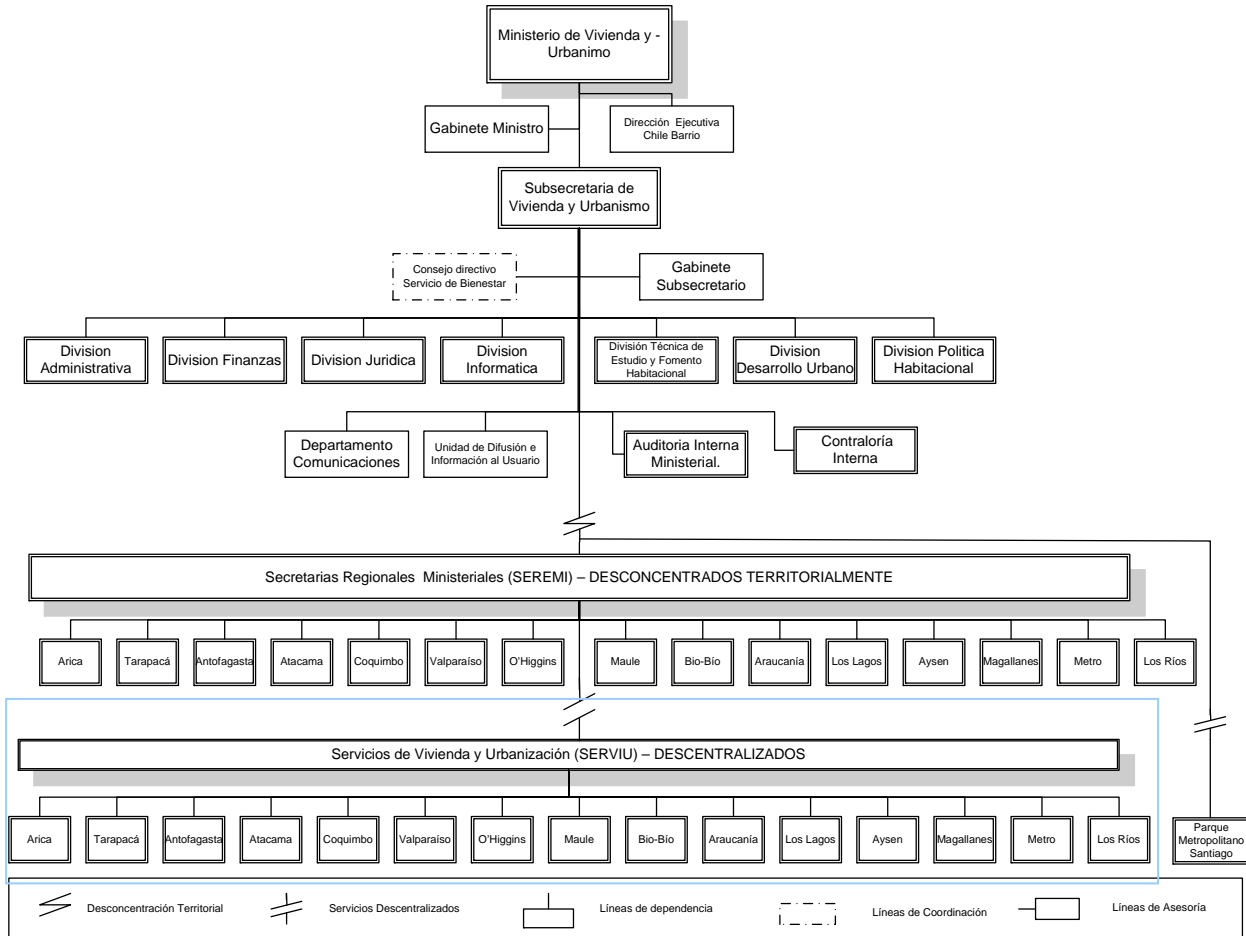 Ministerio de Vivienda y -
Urbanimo
Gabinete Ministro
Dirección Ejecutiva
Chile Barrio
Subsecretaria de
Vivienda y Urbanismo
Consejo directivo
Servicio de Bienestar
Gabinete
Subsecretario
Division
Administrativa
Division Finanzas
Division Juridica
Division
Informatica
División Técnica de
Estudio y Fomento
Habitacional
Division
Desarrollo Urbano
Division Politica
Habitacional
Departamento
Comunicaciones
Unidad de Difusión e
Información al Usuario
Auditoria Interna
Ministerial.
Contraloría
Interna
Secretarias Regionales Ministeriales (SEREMI) – DESCONCENTRADOS TERRITORIALMENTE
Arica
Tarapacá
Antofagasta
Atacama
Coquimbo
Valparaíso
O'Higgins
Maule
Bio-Bío
Araucanía
Los Lagos
Aysen
Magallanes
Metro
Los Ríos
Servicios de Vivienda y Urbanización (SERVIU) – DESCENTRALIZADOS
Arica
Tarapacá
Antofagasta
Atacama
Coquimbo
Valparaíso
O'Higgins
Maule
Bio-Bío
Araucanía
Los Lagos
Aysen
Magallanes
Metro
Los Ríos
Parque
Metropolitano
Santiago
Desconcentración Territorial
Servicios Descentralizados
Líneas de dependencia
Líneas de Coordinación
Líneas de Asesoría